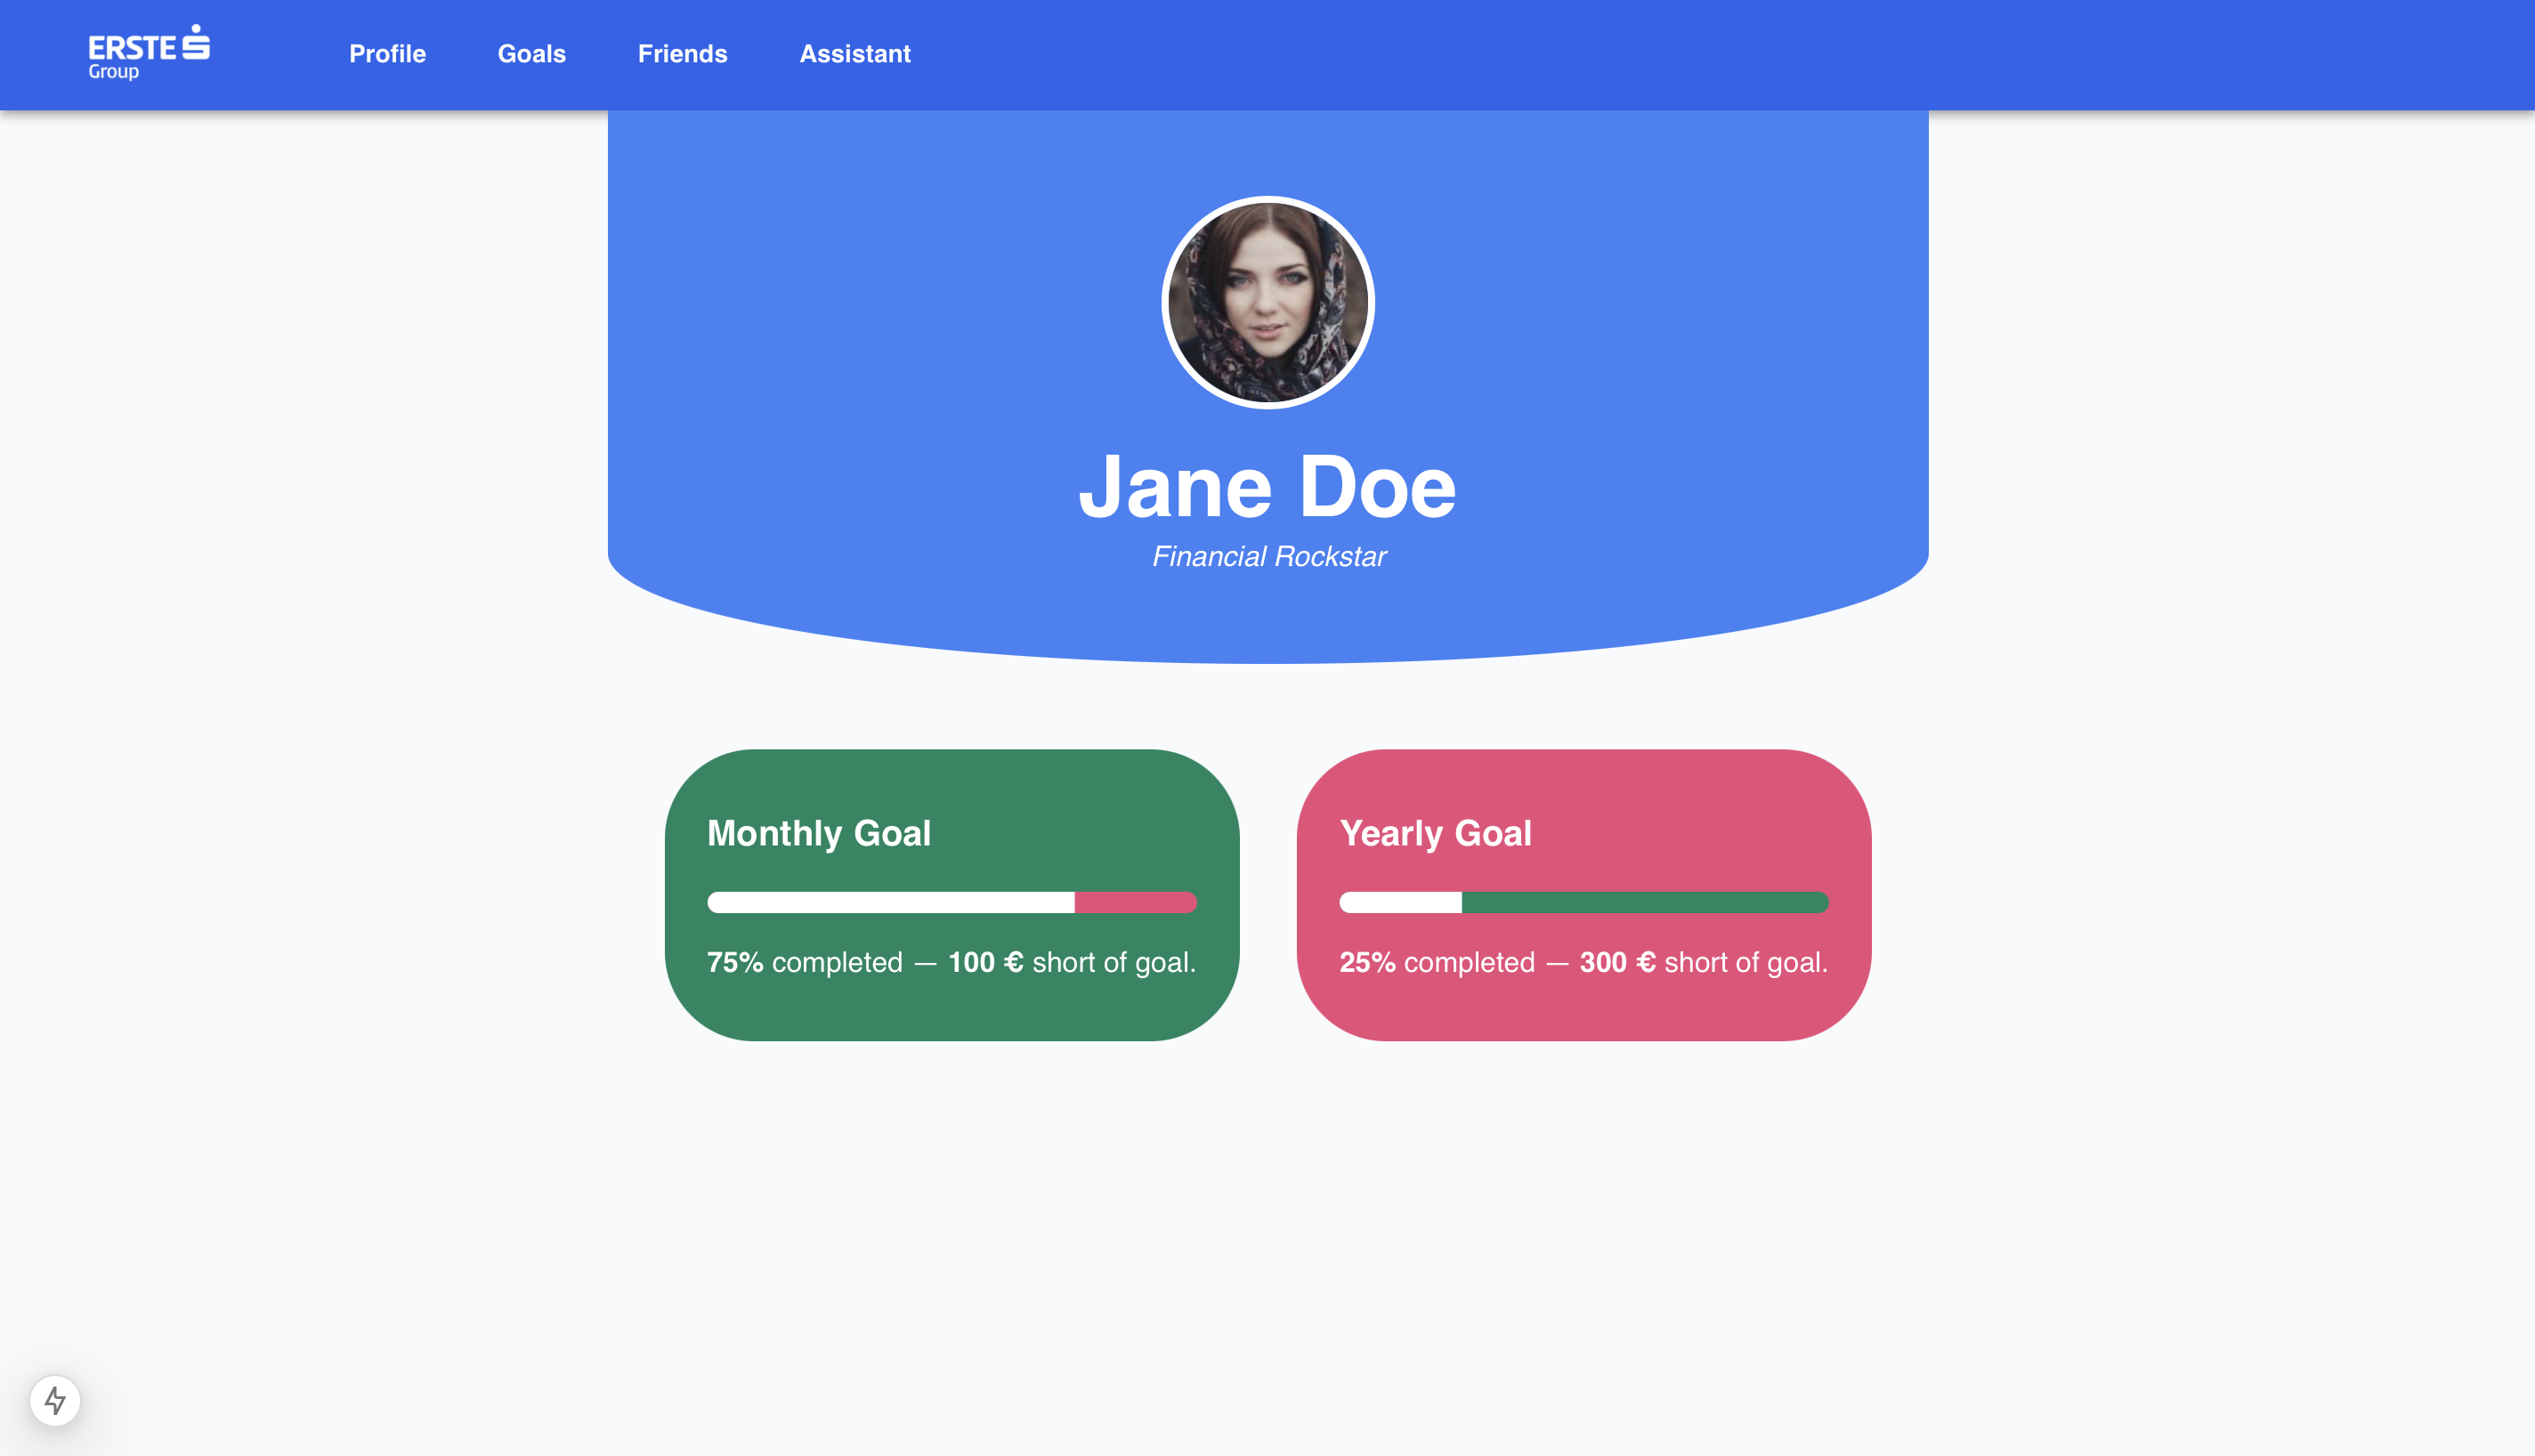 ERSTE
Group
Profile Goals Friends Assistant
Jane Doe
Financial Rockstar
Monthly Goal
75% completed — 100 € short of goal.
Yearly Goal
25% completed — 300 € short of goal.